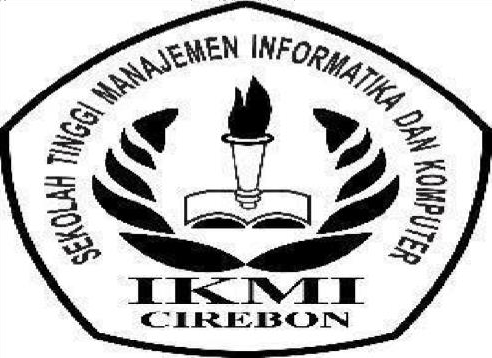 SEKOLAH TINGGI MANAJEMEN INFORMATIKA DAN KOMPUTER
IKMI
CIREBON